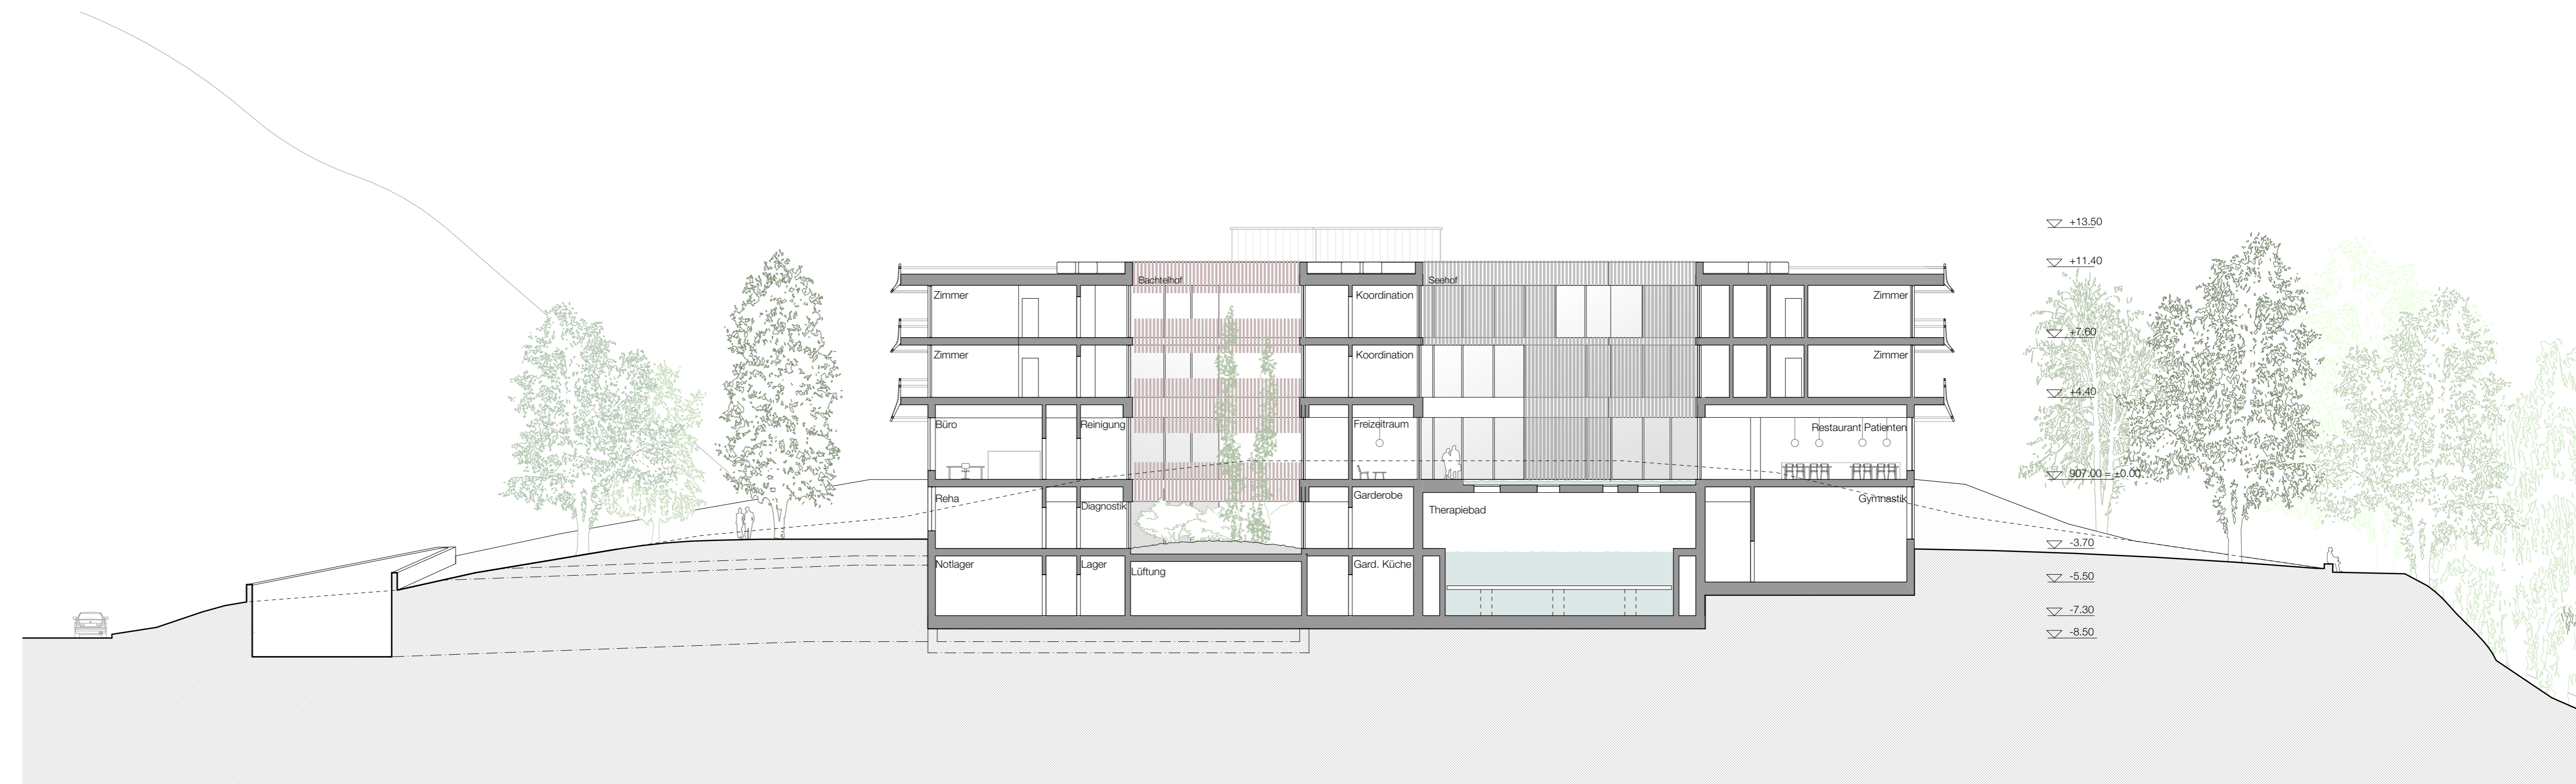 +13.50
+11.40
Bachtelhof
Seehof
Zimmer
Koordination
Zimmer
+7.60
Zimmer
Koordination
Zimmer
+4.40
Büro
Reinigung
Freizeitraum
Restaurant Patienten
907.00 = ±0.00
Reha
Diagnostik
Garderobe
Therapiebad
Gymnastik
-3.70
Notlager
Lager
Lüftung
Gard. Küche
-5.50
-7.30
-8.50